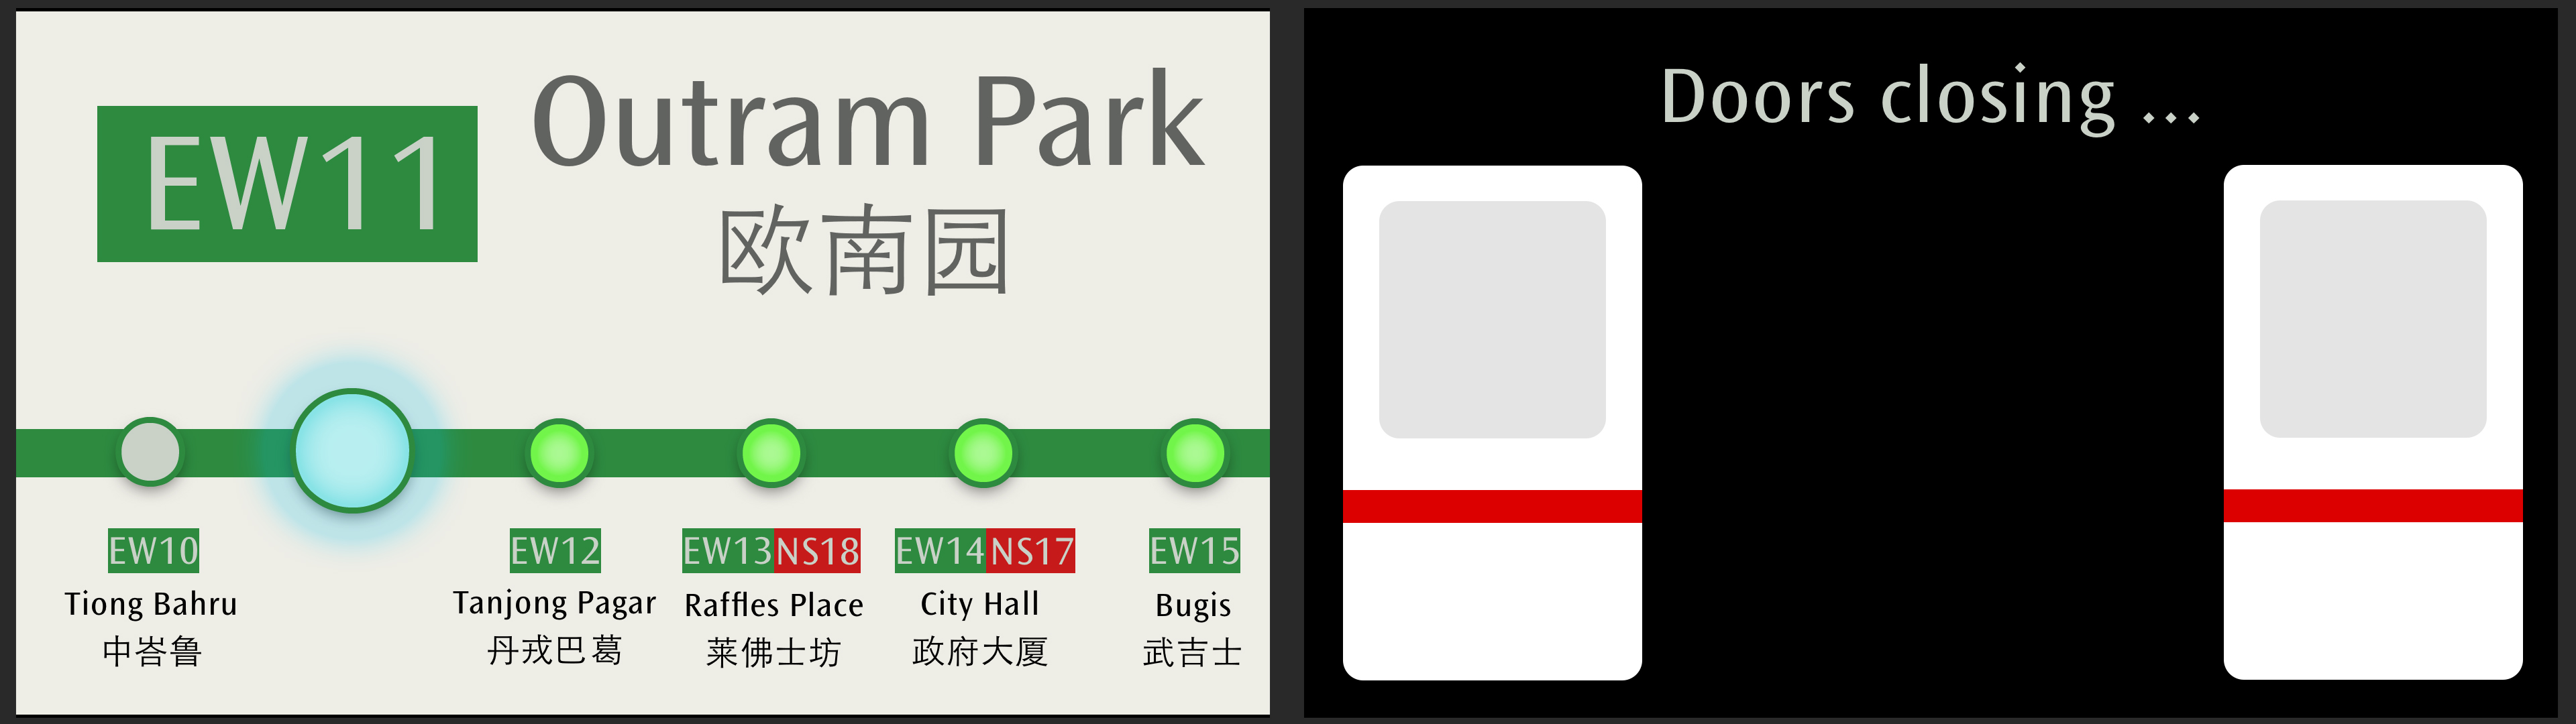 EW11
Outram Park
欧南园
EW10
Tiong Bahru
中峇鲁
EW12
Tanjong Pagar
丹戎巴葛
EW13 NS18
Raffles Place
莱佛士坊
EW14 NS17
City Hall
政府大厦
EW15
Bugis
武吉士
Doors closing ...